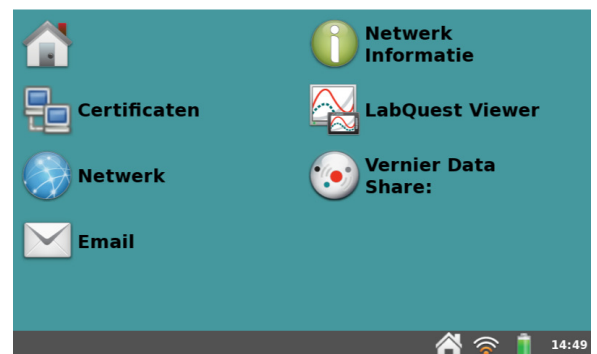 Certificaten
Netwerk
Email
Netwerk
Informatie
LabQuest Viewer
Vernier Data
Share:
14:49